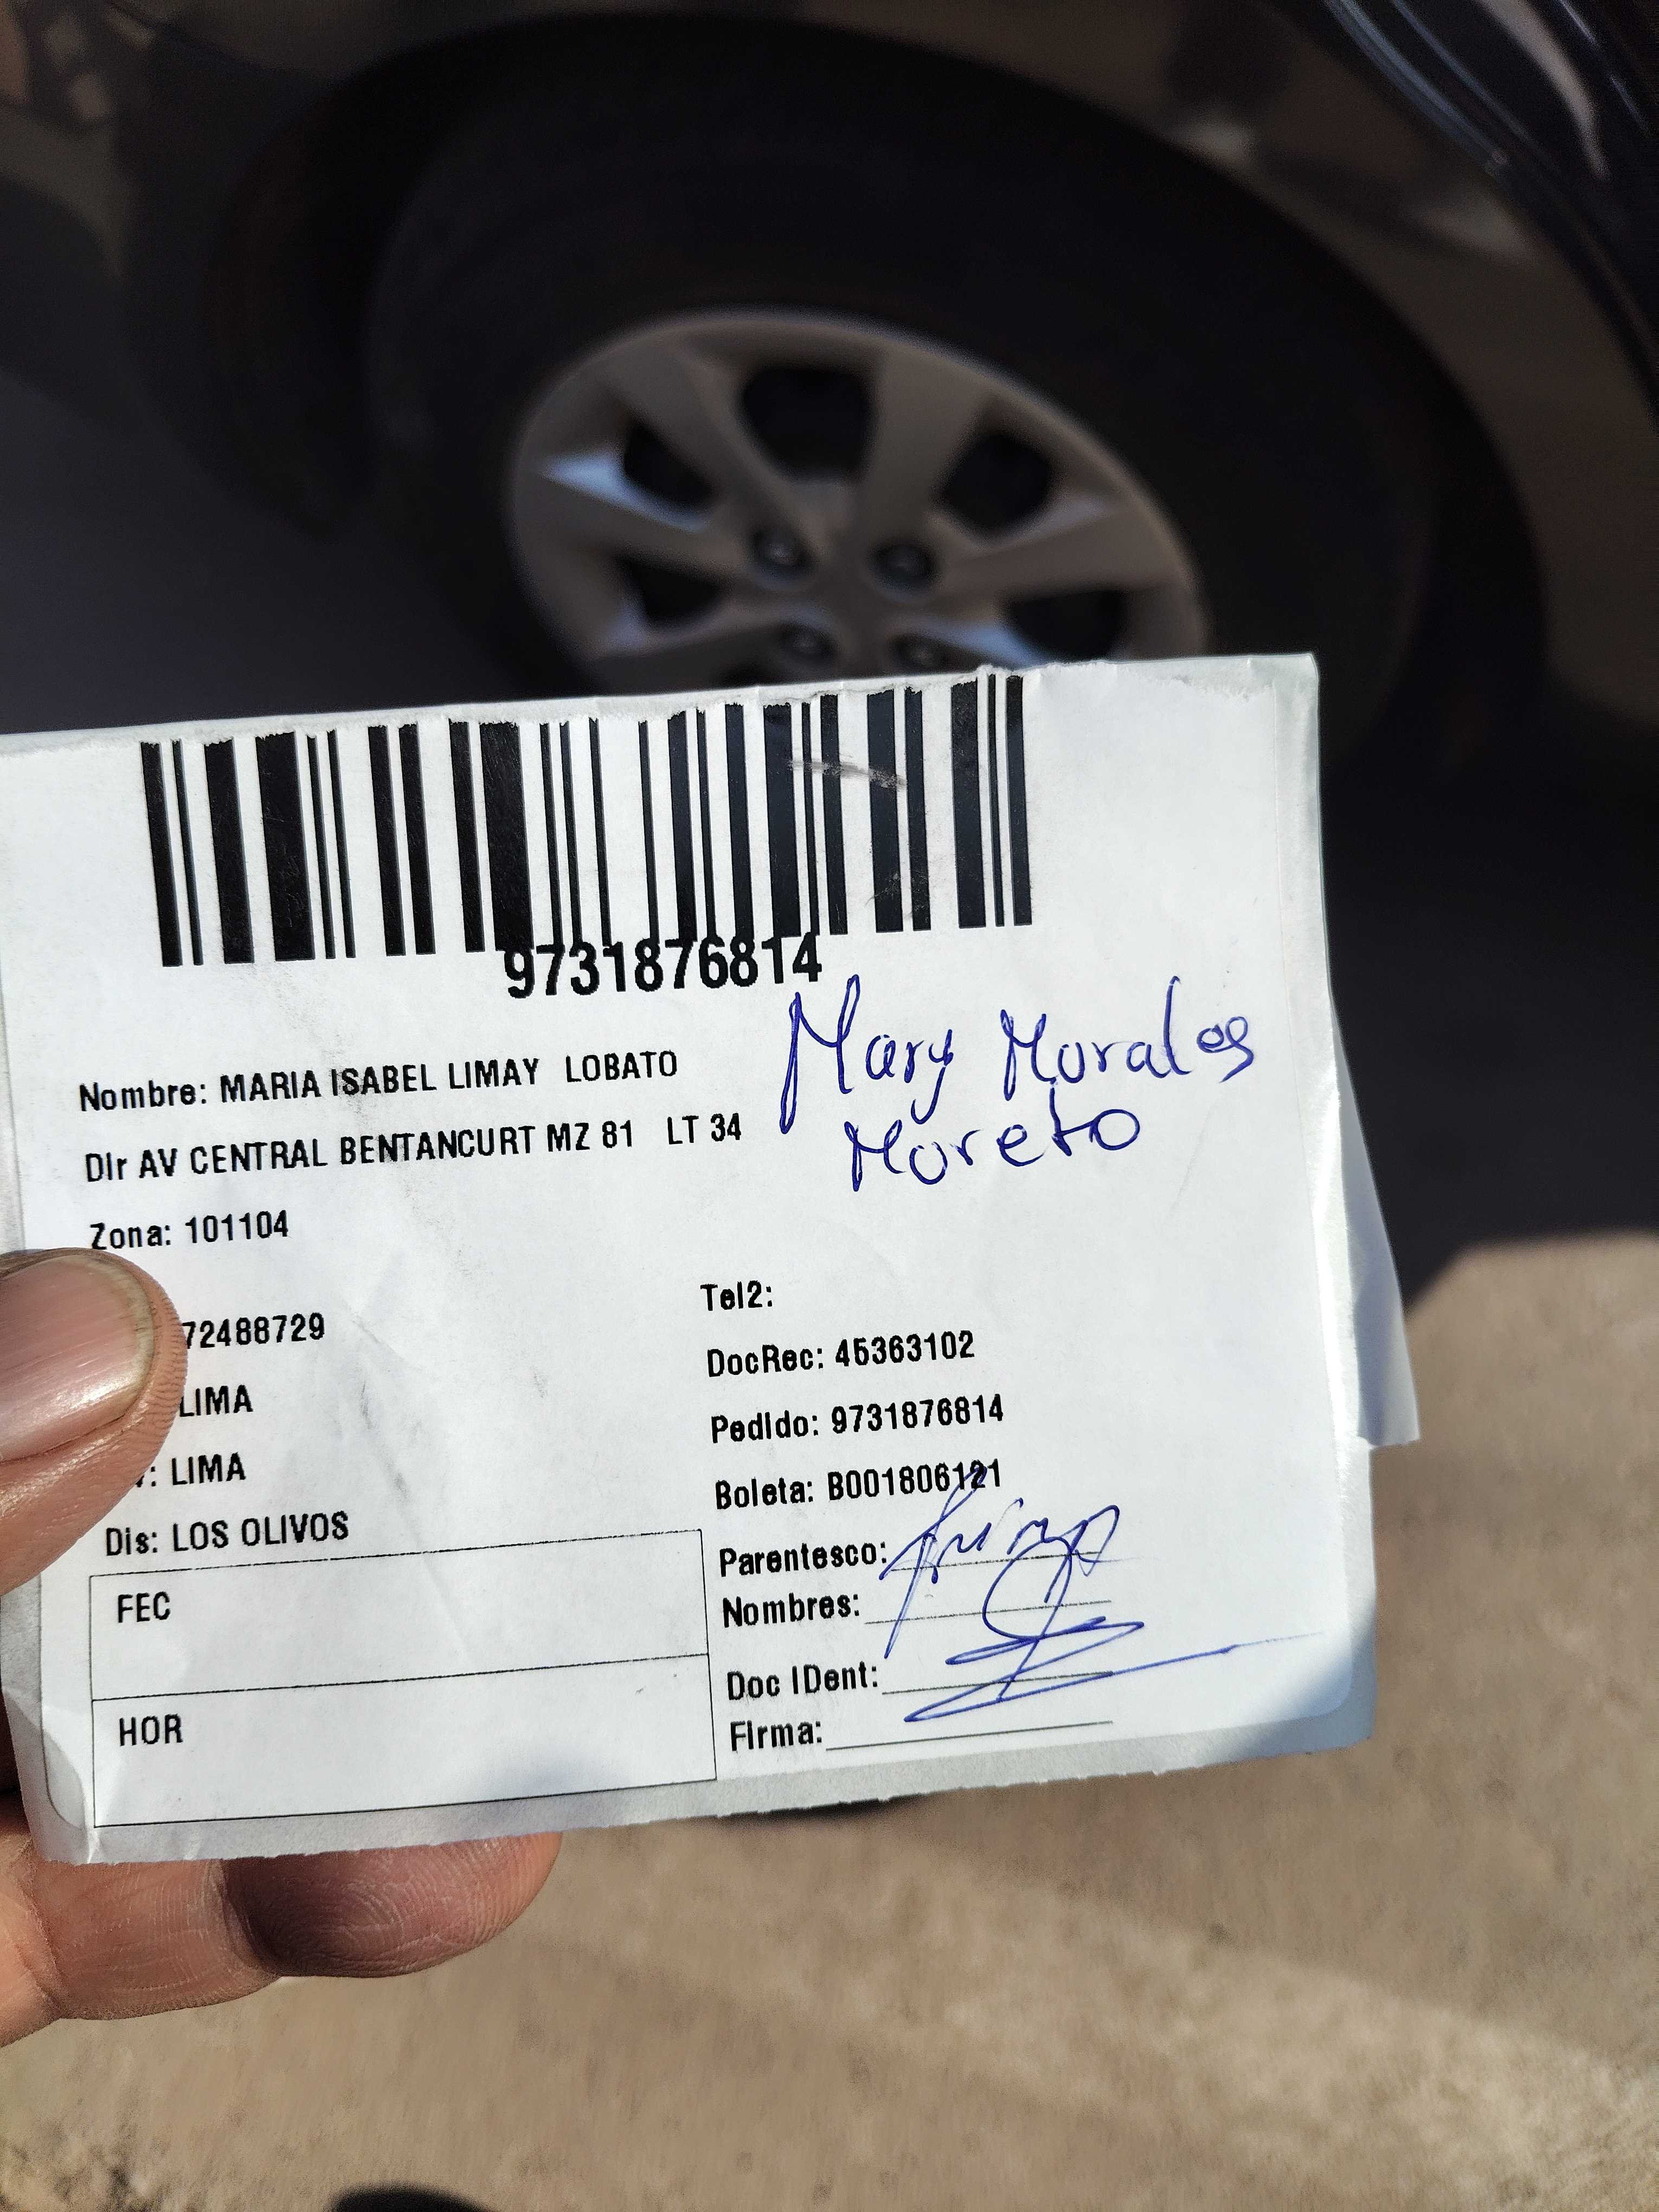 9731876814
Mary Morales
Moreto
Nombre: MARIA ISABEL LIMAY LOBATO
Dir AV CENTRAL BENTANCURT MZ 81 LT 34
Zona: 101104
72488729
LIMA
: LIMA
Dis: LOS OLIVOS
Tel2:
DocRec: 45363102
Pedido: 9731876814
Boleta: B001806121
Parentesco:
Nombres:
Doc IDent:
Firma:
FEC
HOR